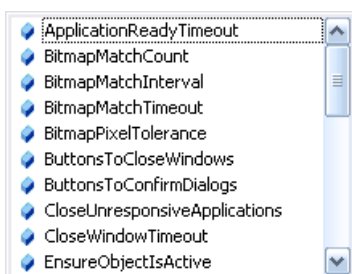 ApplicationReadyTimeout
BitmapMatchCount
BitmapMatchInterval
BitmapMatchTimeout
BitmapPixelTolerance
ButtonsToCloseWindows
ButtonsToConfirmDialogs
CloseUnresponsiveApplications
CloseWindowTimeout
EnsureObjectIsActive